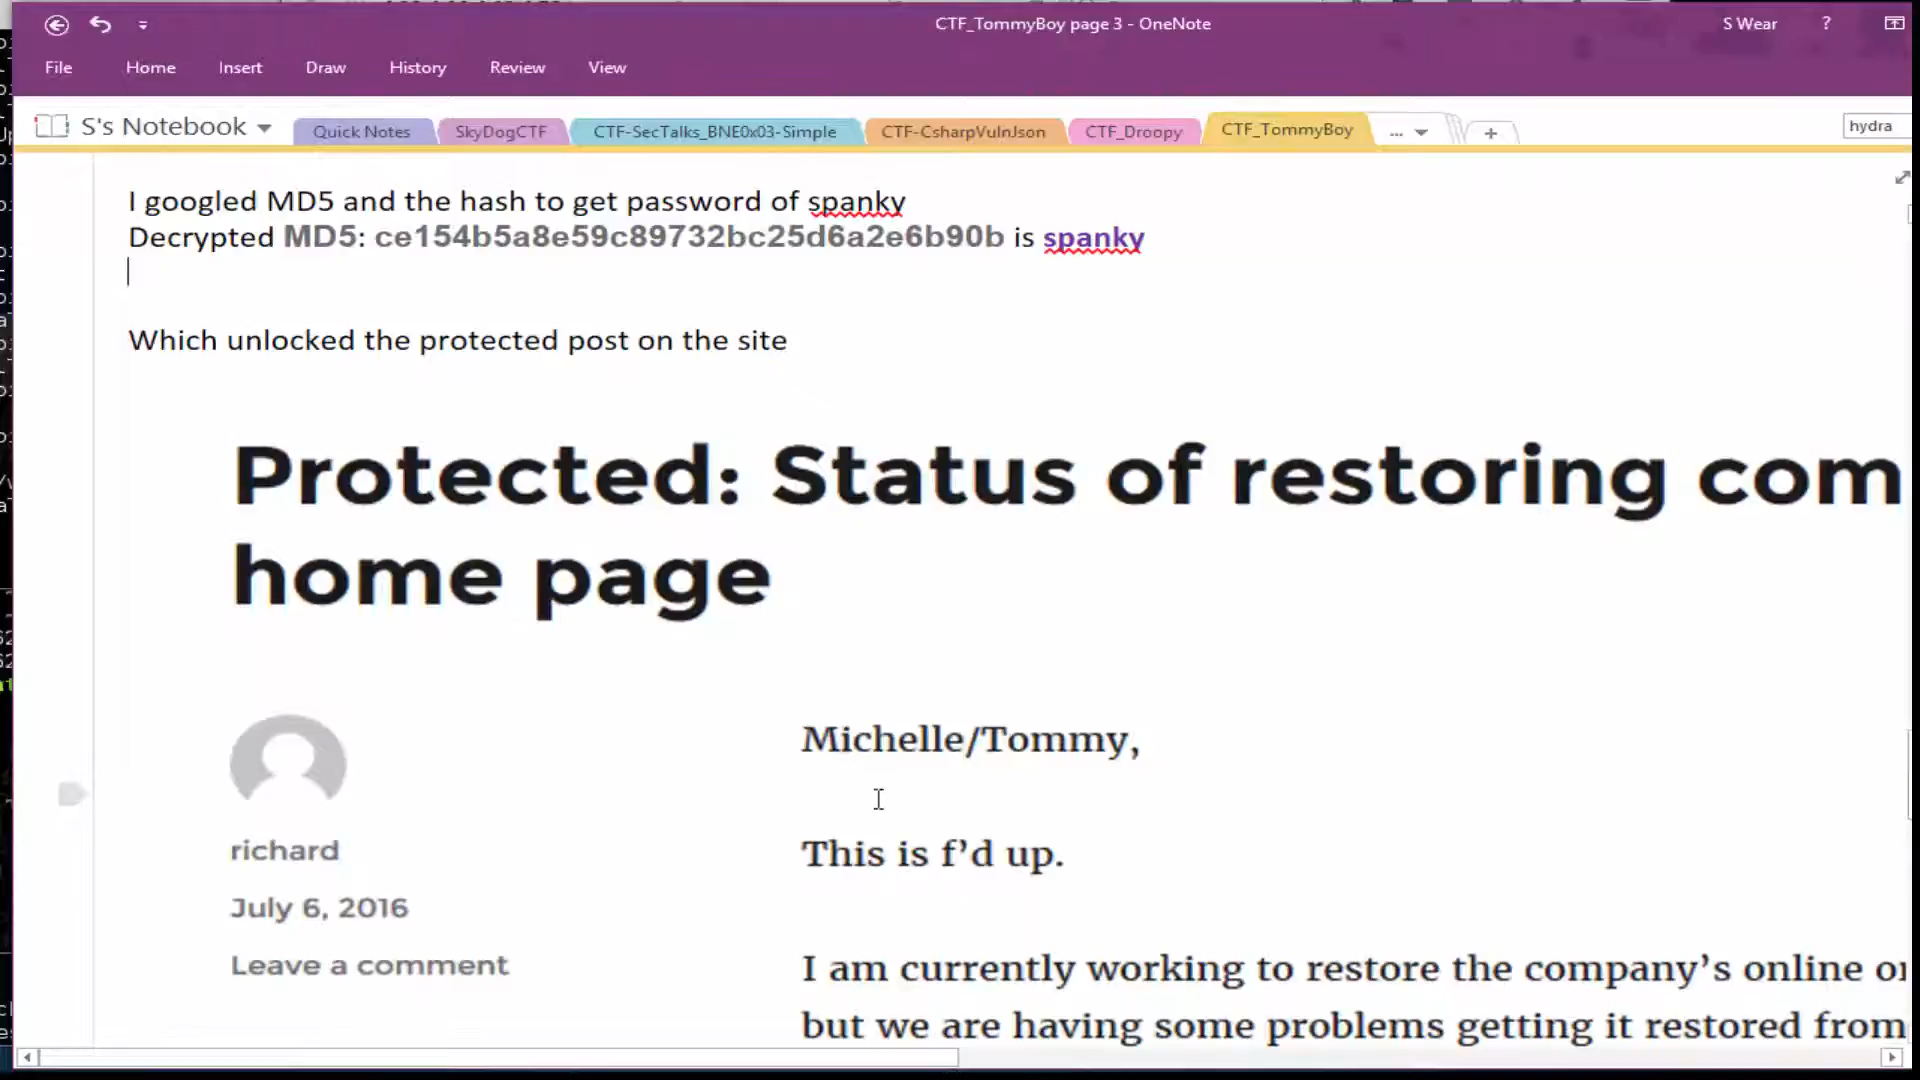 CTF_TommyBoy page 3 - OneNote
S Wear
?
File Home Insert Draw History Review View
S's Notebook
Quick Notes
SkyDogCTF
CTF-SecTalks_BNE0x03-Simple
CTF-CsharpVulnJson
CTF_Droopy
CTF_TommyBoy
...
+
hydra
I googled MD5 and the hash to get password of spanky
Decrypted MD5: ce154b5a8e59c89732bc25d6a2e6b90b is spanky
Which unlocked the protected post on the site
Protected: Status of restoring com
home page
Michelle/Tommy,
richard
This is f’d up.
July 6, 2016
Leave a comment
I am currently working to restore the company’s online
but we are having some problems getting it restored from